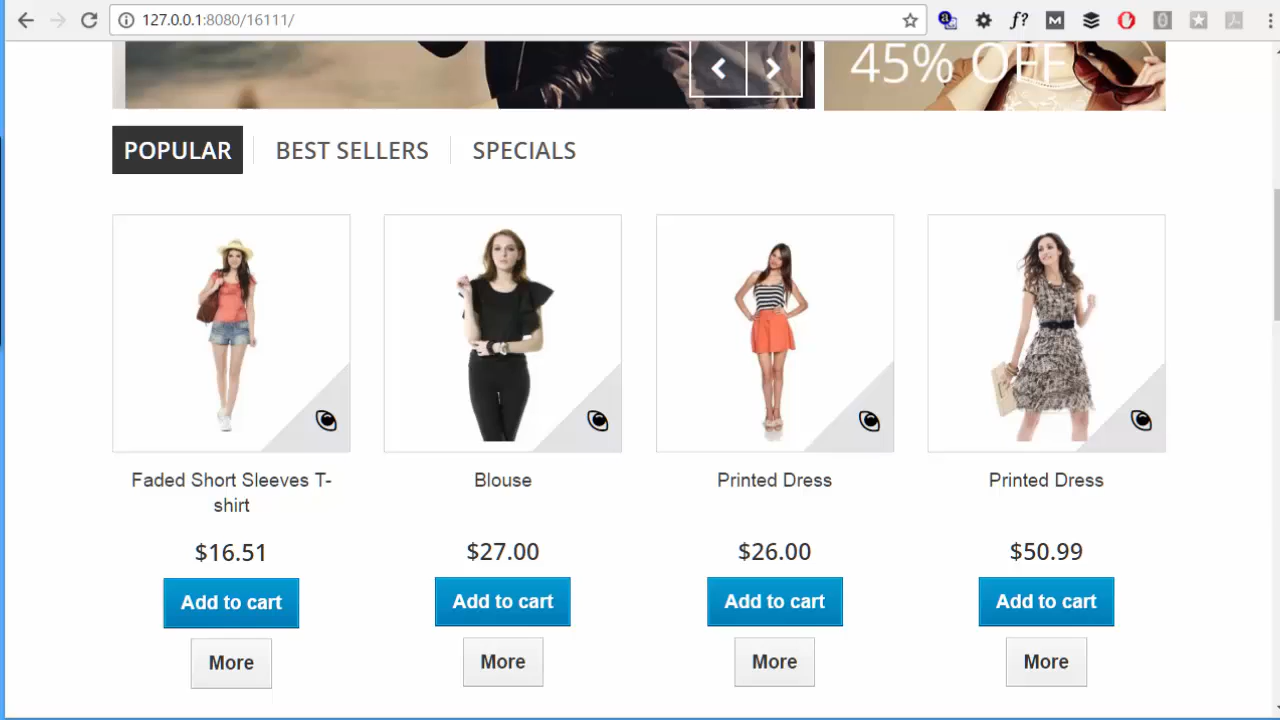 127.0.0.1:8080/16111/
45% OFF
POPULAR BEST SELLERS SPECIALS
Faded Short Sleeves T-
shirt
Blouse
Printed Dress
Printed Dress
$16.51 $27.00 $26.00 $50.99
Add to cart Add to cart Add to cart Add to cart
More More More More